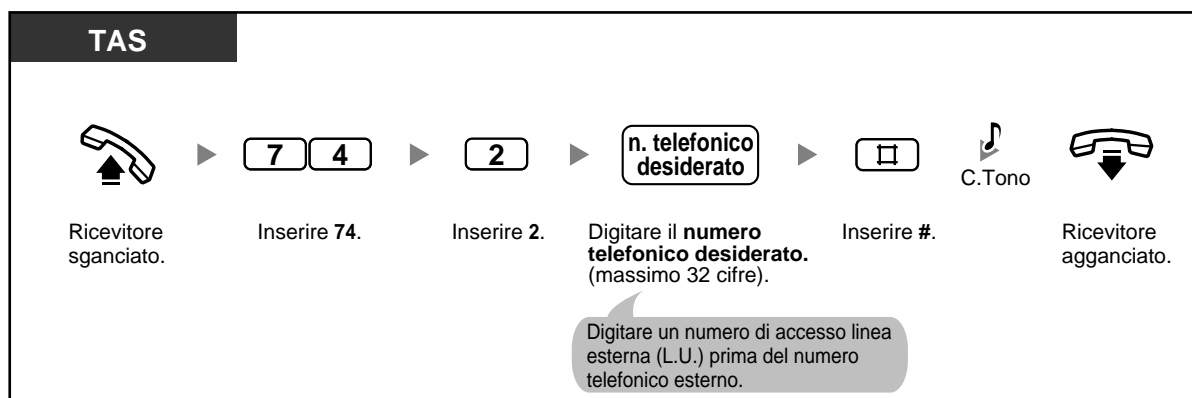 TAS
7 4
2
n. telefonico
desiderato
#
C.Tono
Ricevitore
sganciato.
Inserire 74.
Inserire 2.
Digitare il numero
telefonico desiderato.
(massimo 32 cifre).
Inserire #.
Ricevitore
agganciato.
Digitare un numero di accesso linea
esterna (L.U.) prima del numero
telefonico esterno.